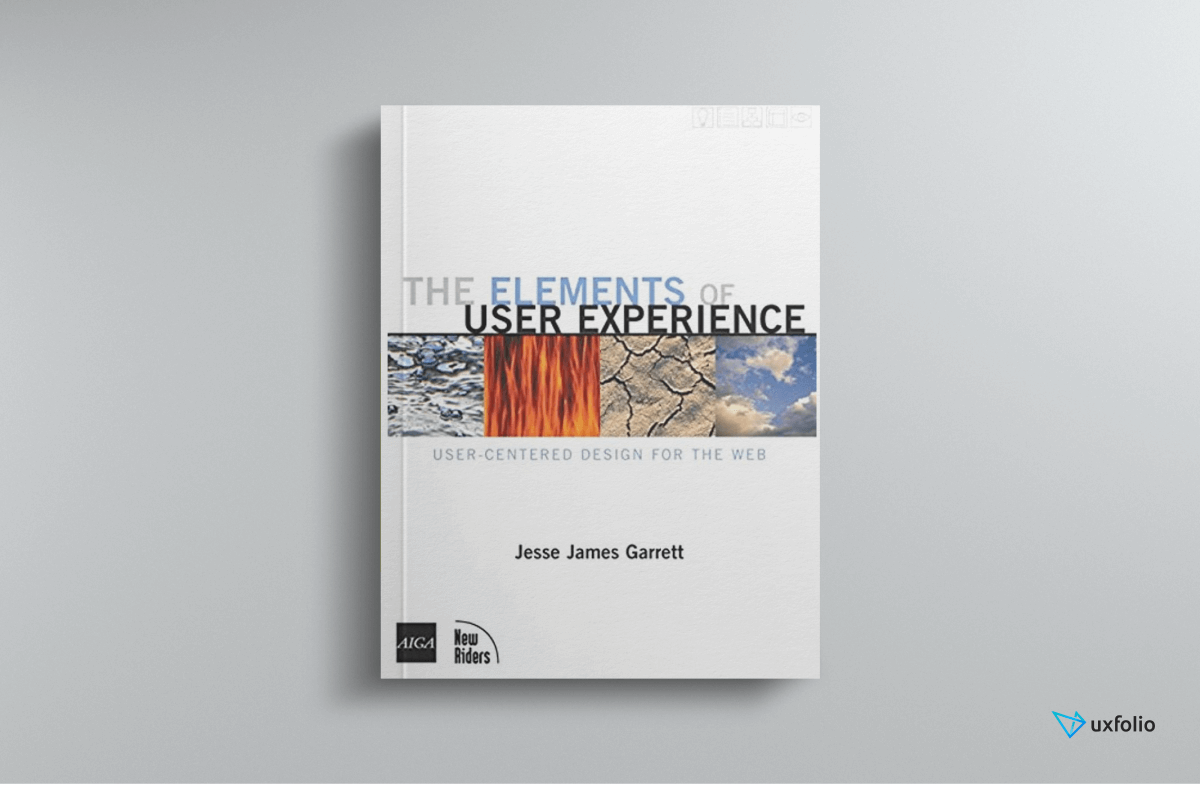 THE ELEMENTS OF
USER EXPERIENCE
USER-CENTERED DESIGN FOR THE WEB
Jesse James Garrett
AIGA
New
Riders
uxfolio